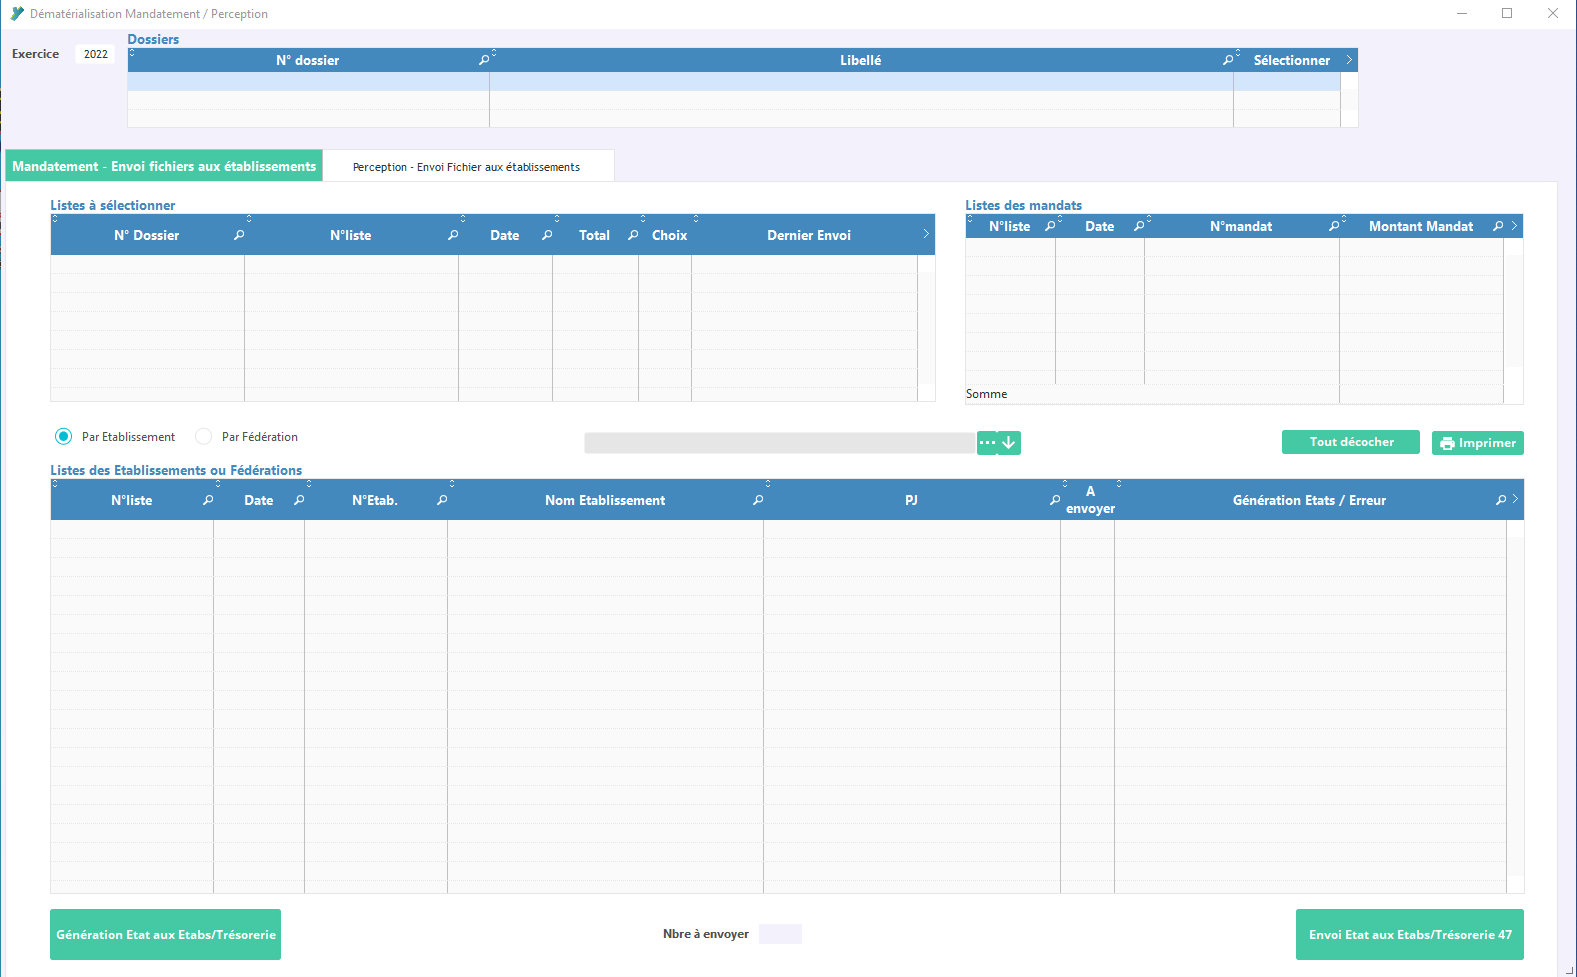 Dématérialisation Mandatement / Perception
Exercice 2022
Dossiers
N° dossier Libellé Sélectionner
Mandatement - Envoi fichiers aux établissements Perception - Envoi Fichier aux établissements
Listes à sélectionner
N° Dossier N°liste Date Total Choix Dernier Envoi
Listes des mandats
N°liste Date N°mandat Montant Mandat
Somme
Par Etablissement Par Fédération
Tout décocher Imprimer
Listes des Etablissements ou Fédérations
N°liste Date N°Etab. Nom Etablissement PJ A envoyer Génération Etats / Erreur
Génération Etat aux Etabs/Trésorerie Nbre à envoyer Envoi Etat aux Etabs/Trésorerie 47